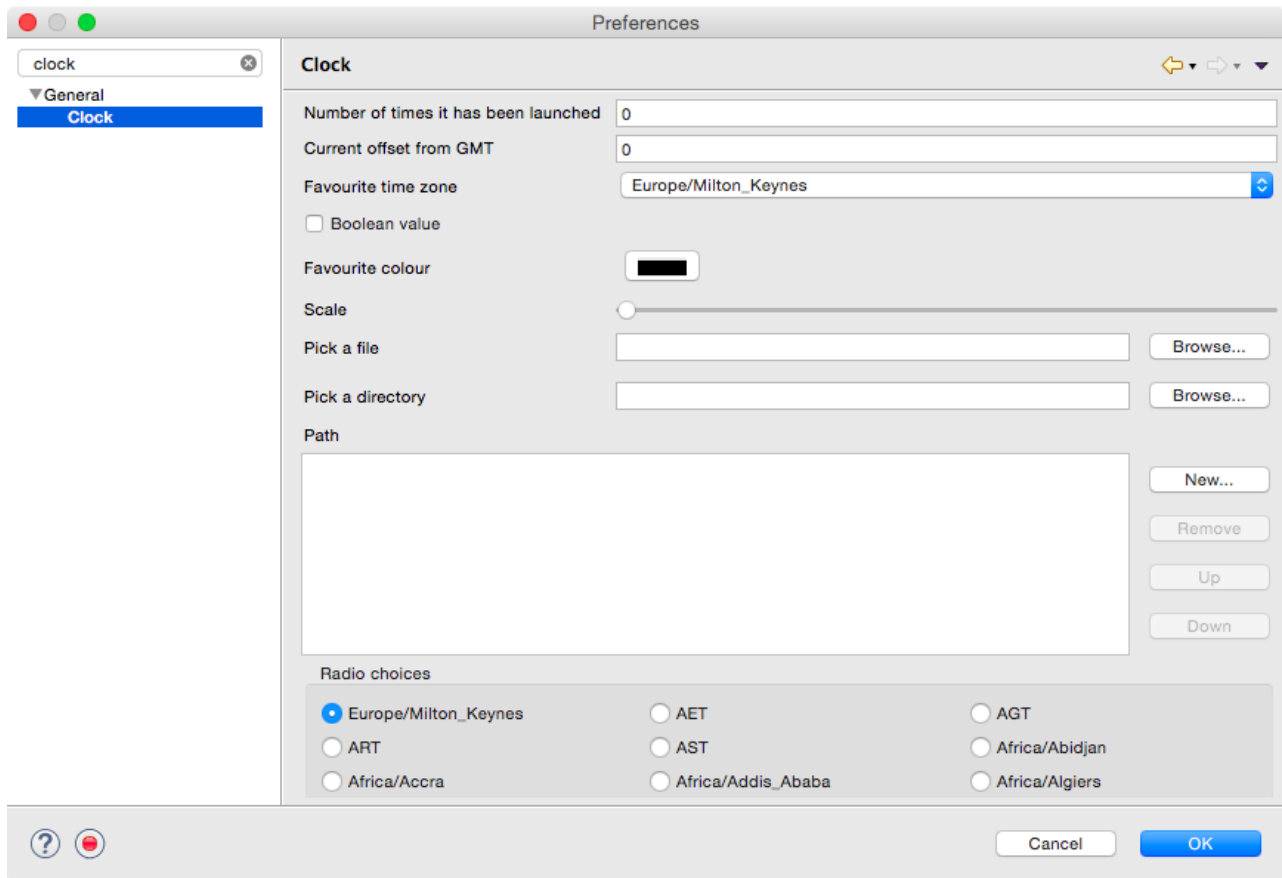 Preferences
clock
General
Clock
Clock
Number of times it has been launched 0
Current offset from GMT 0
Favourite time zone Europe/Milton_Keynes
Boolean value
Favourite colour
Scale
Pick a file Browse...
Pick a directory Browse...
Path
New...
Remove
Up
Down
Radio choices
Europe/Milton_Keynes AET AGT
ART AST Africa/Abidjan
Africa/Accra Africa/Addis_Ababa Africa/Algiers
? Cancel OK